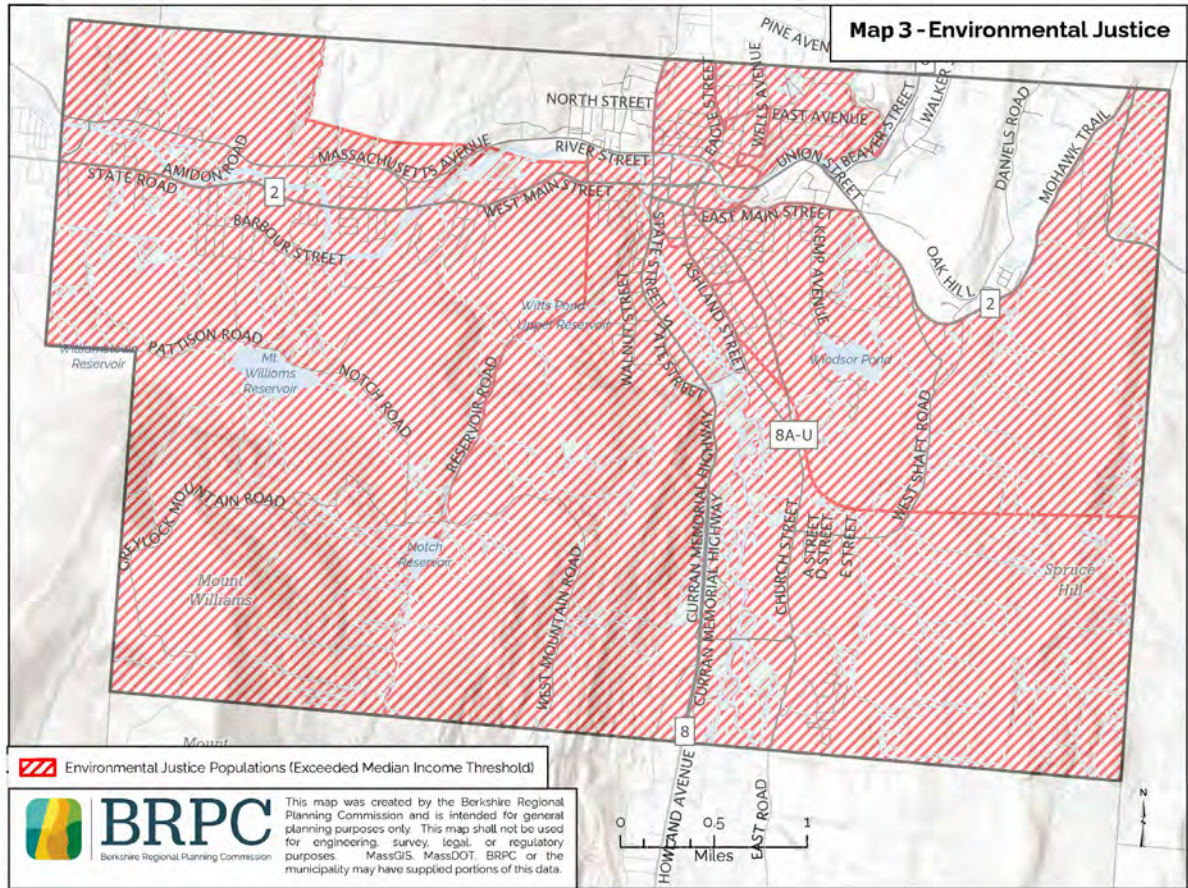 Map 3 - Environmental Justice
PINE AVEN
WALKER
NORTH STREET
EAGLE STREET
WELLS AVENUE
EAST AVENUE
BEAVER STREET
DANIELS ROAD
MOHAWK TRAIL
MASSACHUSETTS AVENUE
RIVER STREET
UNION STREET
AMIDON ROAD
STATE ROAD
2
WEST MAIN STREET
EAST MAIN STREET
BARBOUR STREET
STATE STREET
KEMP AVENUE
OAK HILL
2
WALNUT STREET
ASHLAND STREET
Witts Pond
Upper Reservoir
STATE STREET
Williamstown
Reservoir
PATTISON ROAD
Mt.
Williams
Reservoir
NOTCH ROAD
RESERVOIR ROAD
Windsor Pond
8A-U
WEST SHAFT ROAD
GREYLOCK MOUNTAIN ROAD
Notch
Reservoir
CURRAN MEMORIAL HIGHWAY
CURRAN MEMORIAL HIGHWAY
CHURCH STREET
A STREET
D STREET
E STREET
Mount
Williams
WEST MOUNTAIN ROAD
Spruce
Hill
8
Mount
HOWLAND AVENUE
EAST ROAD
Environmental Justice Populations (Exceeded Median Income Threshold)
BRPC
Berkshire Regional Planning Commission
This map was created by the Berkshire Regional
Planning Commission and is intended for general
planning purposes only. This map shall not be used
for engineering, survey, legal, or regulatory
purposes. MassGIS, MassDOT, BRPC or the
municipality may have supplied portions of this data.
0 0.5 1
Miles
N